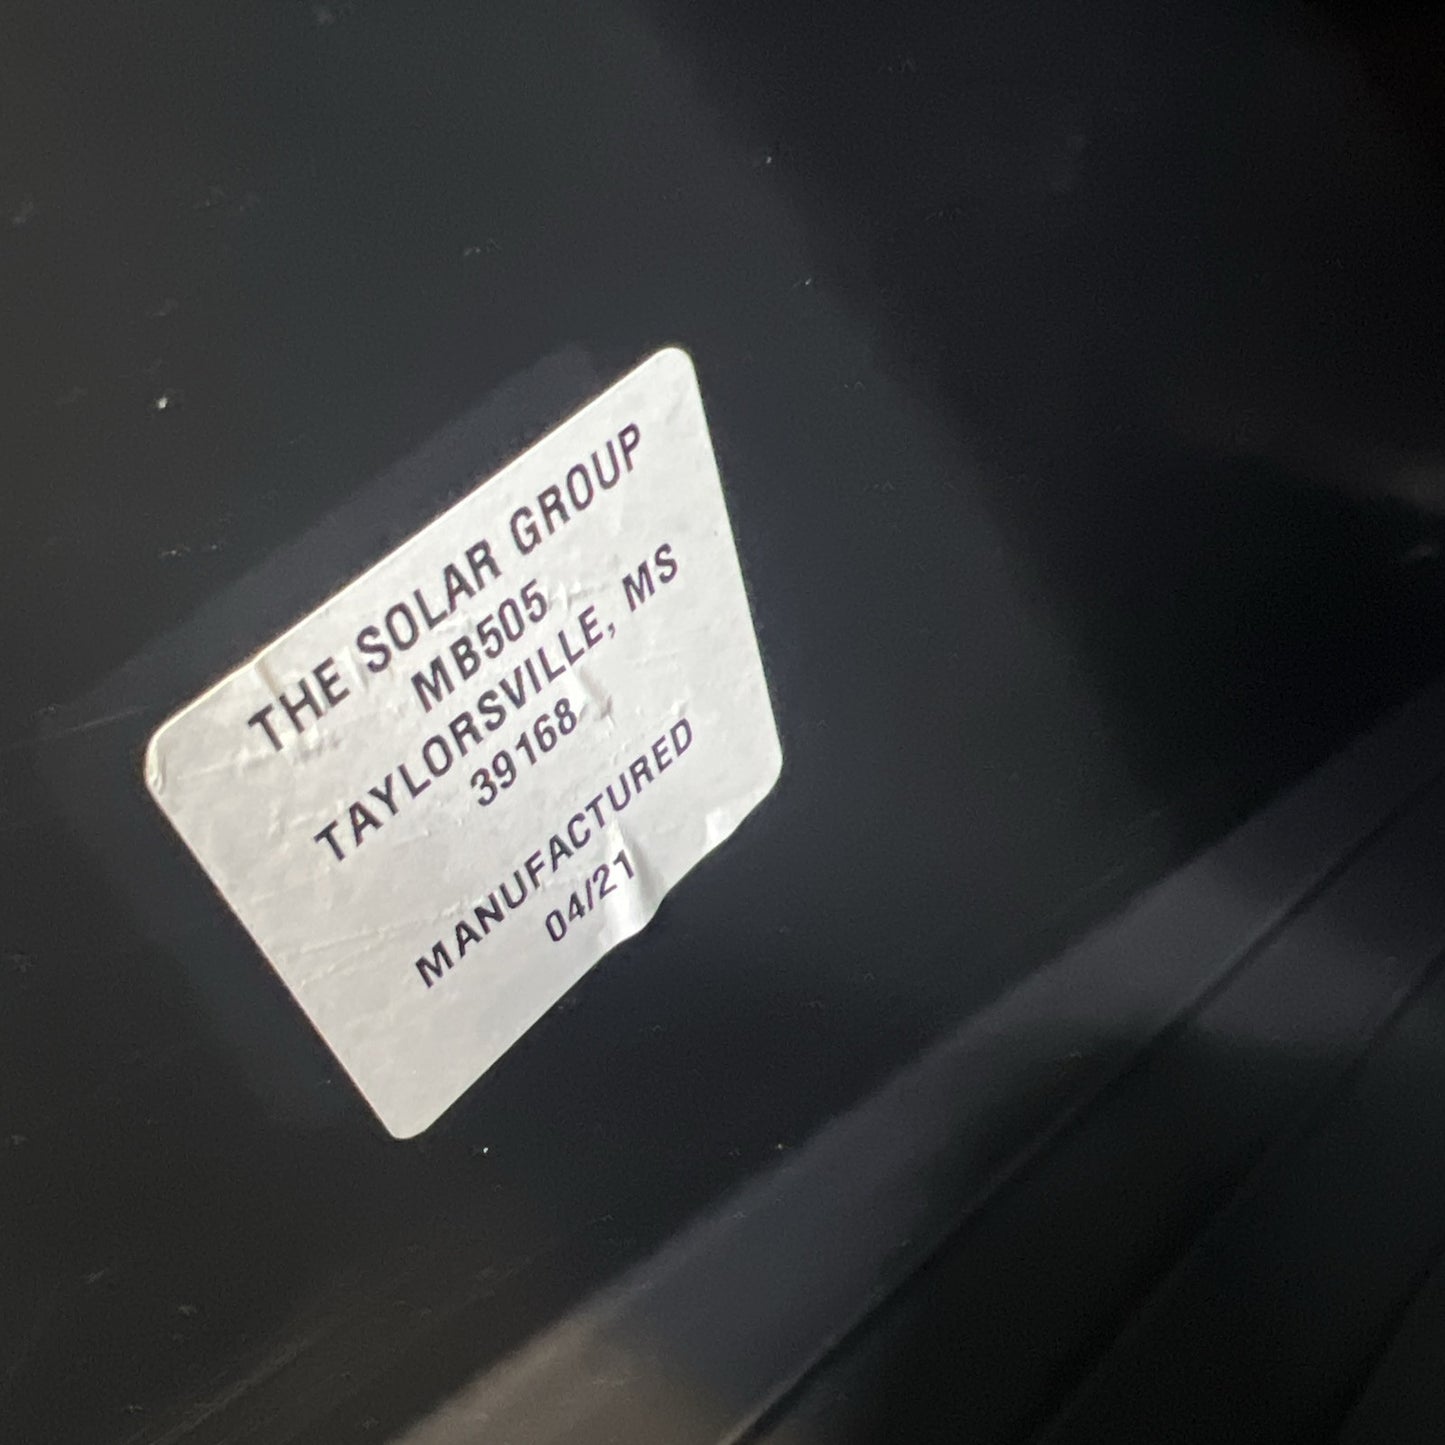 THE SOLAR GROUP
MB505
TAYLORSVILLE, MS
39168
MANUFACTURED
04/21